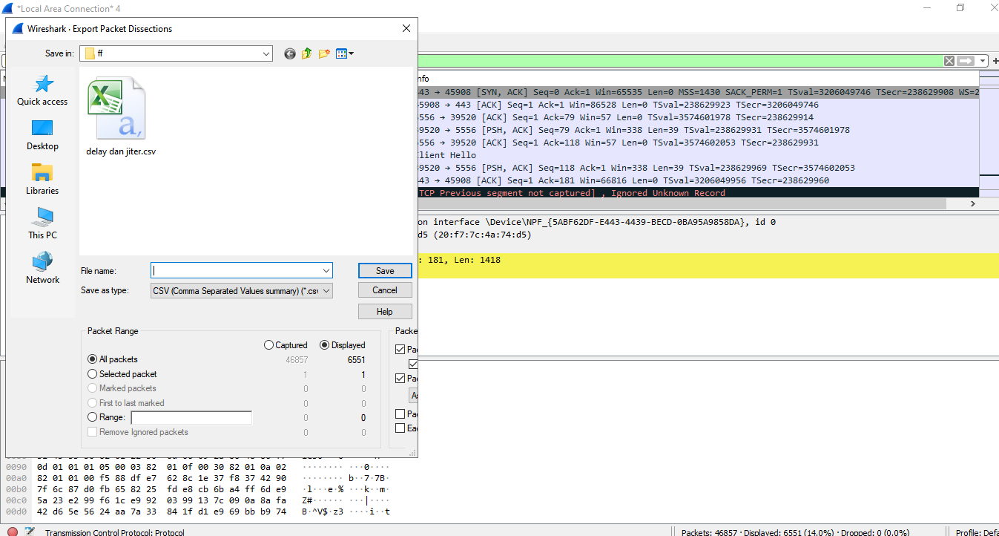 *Local Area Connection* 4
Wireshark · Export Packet Dissections
Save in:
ff
Quick access
Desktop
Libraries
This PC
Network
delay dan jiter.csv
File name:
Save
Save as type:
CSV (Comma Separated Values summary) (*.csv
Cancel
Help
Packet Range
Captured
Displayed
All packets
46857
6551
Selected packet
1
1
Marked packets
0
0
First to last marked
0
0
Range:
0
0
Remove Ignored packets
0
0
Packe
Pac
Pac
As
Pac
Eac
nfo
443 → 45908 [SYN, ACK] Seq=0 Ack=1 Win=65535 Len=0 MSS=1430 SACK_PERM=1 TSval=3206049746 TSecr=238629908 WS=2
45908 → 443 [ACK] Seq=1 Ack=1 Win=86528 Len=0 TSval=238629923 TSecr=3206049746
5556 → 39520 [ACK] Seq=1 Ack=79 Win=57 Len=0 TSval=3574601978 TSecr=238629914
39520 → 5556 [PSH, ACK] Seq=79 Ack=1 Win=338 Len=39 TSval=238629931 TSecr=3574601978
5556 → 39520 [ACK] Seq=1 Ack=118 Win=57 Len=0 TSval=3574602053 TSecr=238629931
Client Hello
39520 → 5556 [PSH, ACK] Seq=118 Ack=1 Win=338 Len=39 TSval=238629969 TSecr=3574602053
443 → 45908 [ACK] Seq=1 Ack=181 Win=66816 Len=0 TSval=3206049956 TSecr=238629960
TCP Previous segment not captured] , Ignored Unknown Record
on interface \Device\NPF_{5ABF62DF-E443-4439-BECD-0BA95A9858DA}, id 0
d5 (20:f7:7c:4a:74:d5)
: 181, Len: 1418
0090 0d 01 01 01 05 00 03 82 01 0f 00 30 82 01 0a 02 ········ ···0····
00a0 82 01 01 00 f5 88 df e7 62 8c 1e 37 f8 37 42 90 ········ b··7·7B·
00b0 7f 6c 87 d0 fb 65 82 25 fd e8 cb 6b a4 ff 6d e9 ·l···e·% ···k··m·
00c0 5a 23 e2 99 f6 1c e9 92 03 99 13 7c 09 0a 8a fa Z#······ ···|····
00d0 42 d6 5e 56 24 aa 7a 33 84 1f d1 e9 69 bb b9 74 B·^V$·z3 ····i··t
Transmission Control Protocol: Protocol
Packets: 46857 · Displayed: 6551 (14.0%) · Dropped: 0 (0.0%)
Profile: Defa